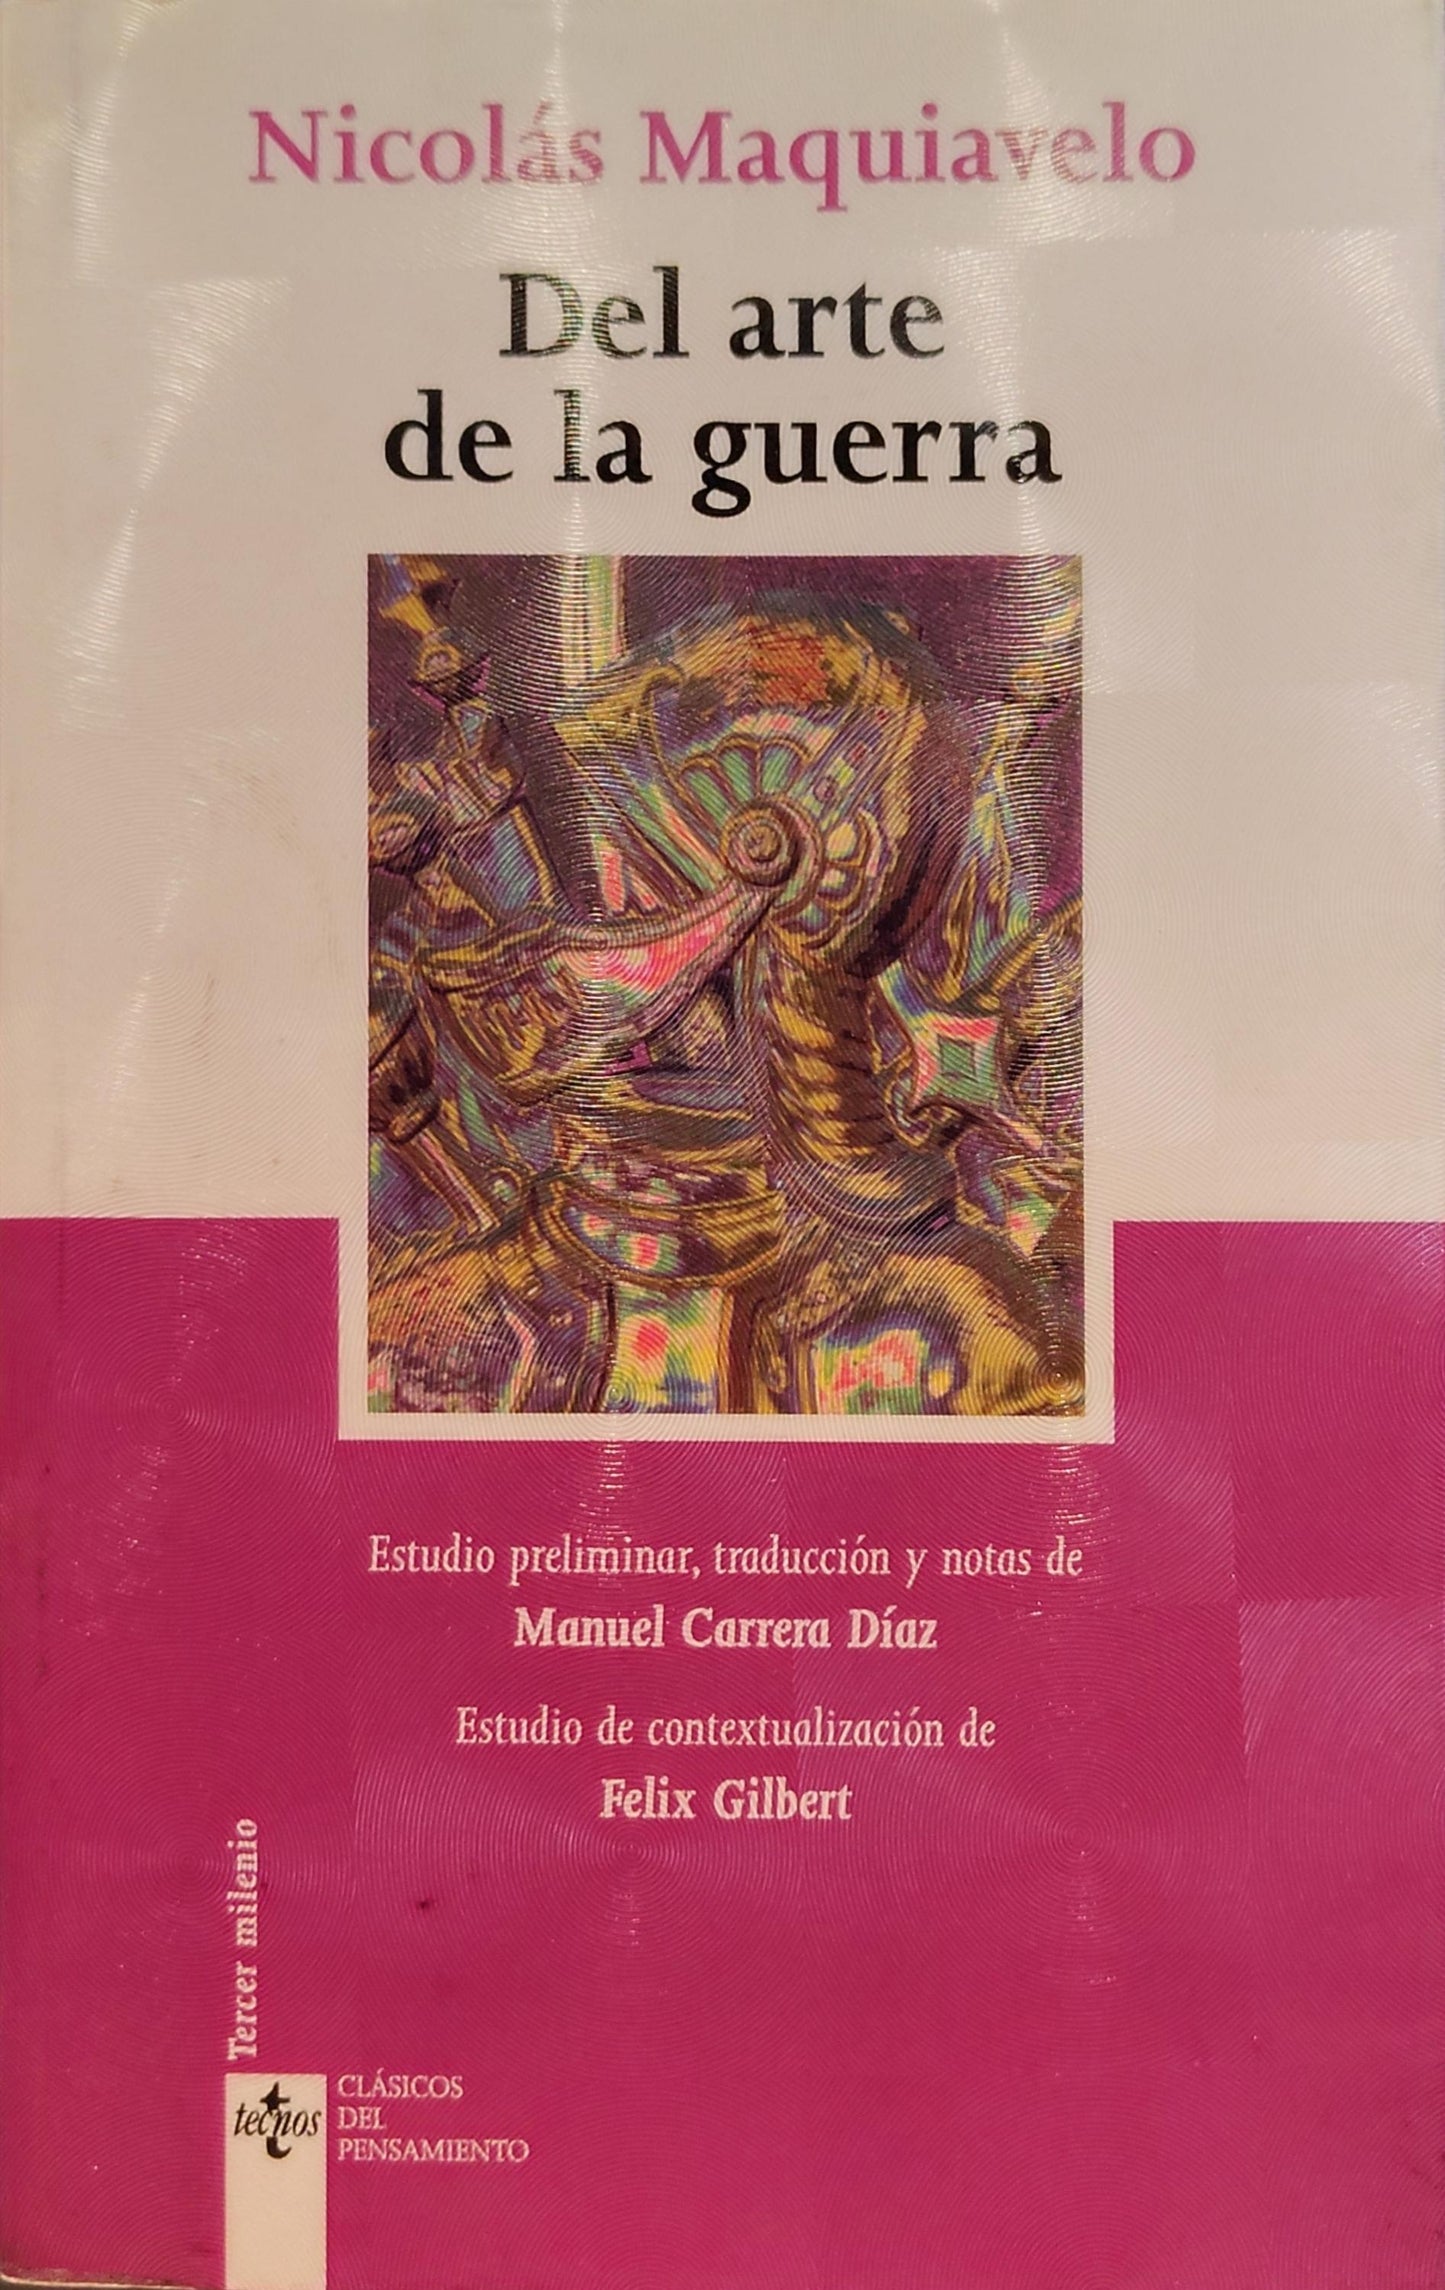 Nicolás Maquiavelo
Del arte
de la guerra
Estudio preliminar, traducción y notas de
Manuel Carrera Díaz
Estudio de contextualización de
Felix Gilbert
Tercer milenio
tecnos
CLÁSICOS
DEL
PENSAMIENTO